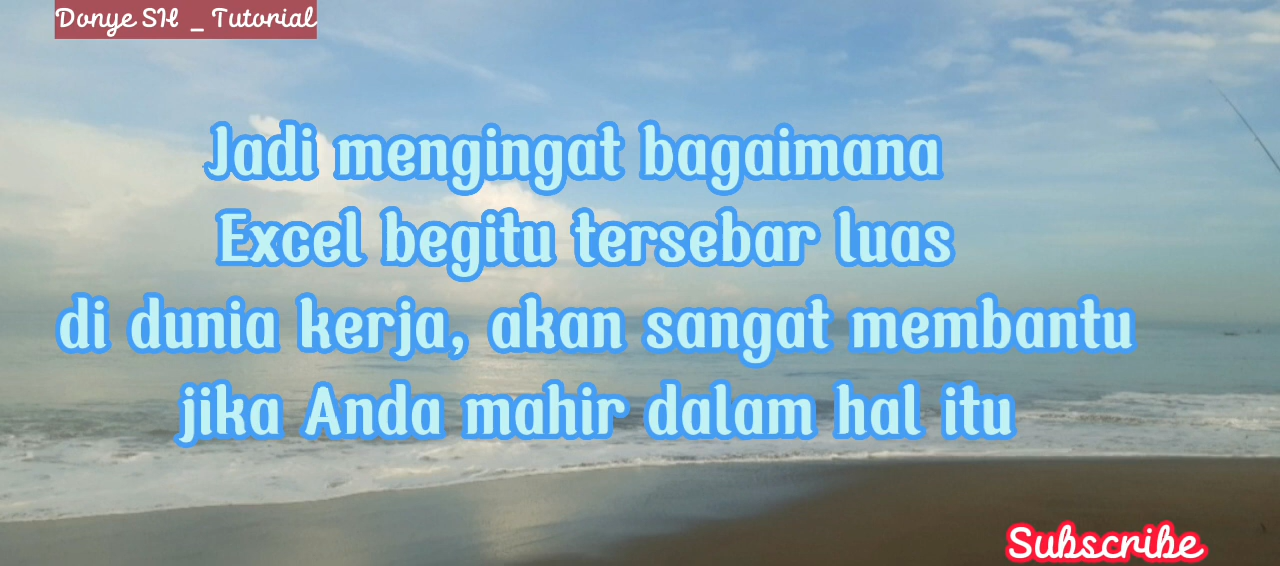 Donye SH _ Tutorial
Jadi mengingat bagaimana
Excel begitu tersebar luas
di dunia kerja, akan sangat membantu
jika Anda mahir dalam hal itu
Subscribe